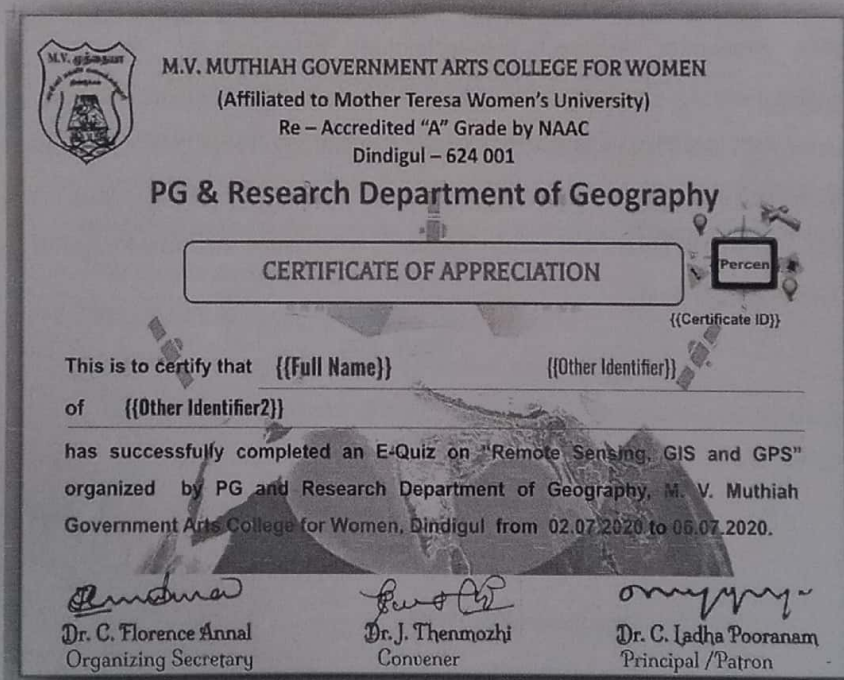 M.V. முத்தையா
M.V. MUTHIAH GOVERNMENT ARTS COLLEGE FOR WOMEN
(Affiliated to Mother Teresa Women's University)
Re – Accredited "A" Grade by NAAC
Dindigul – 624 001
PG & Research Department of Geography
CERTIFICATE OF APPRECIATION
Percen
{{Certificate ID}}
This is to certify that {{Full Name}} {{Other Identifier}}
of {{Other Identifier2}}
has successfully completed an E-Quiz on "Remote Sensing, GIS and GPS"
organized by PG and Research Department of Geography, M. V. Muthiah
Government Arts College for Women, Dindigul from 02.07.2020 to 06.07.2020.
Dr. C. Florence Annal Dr. J. Thenmozhi Dr. C. Ladha Pooranam
Organizing Secretary Convener Principal /Patron